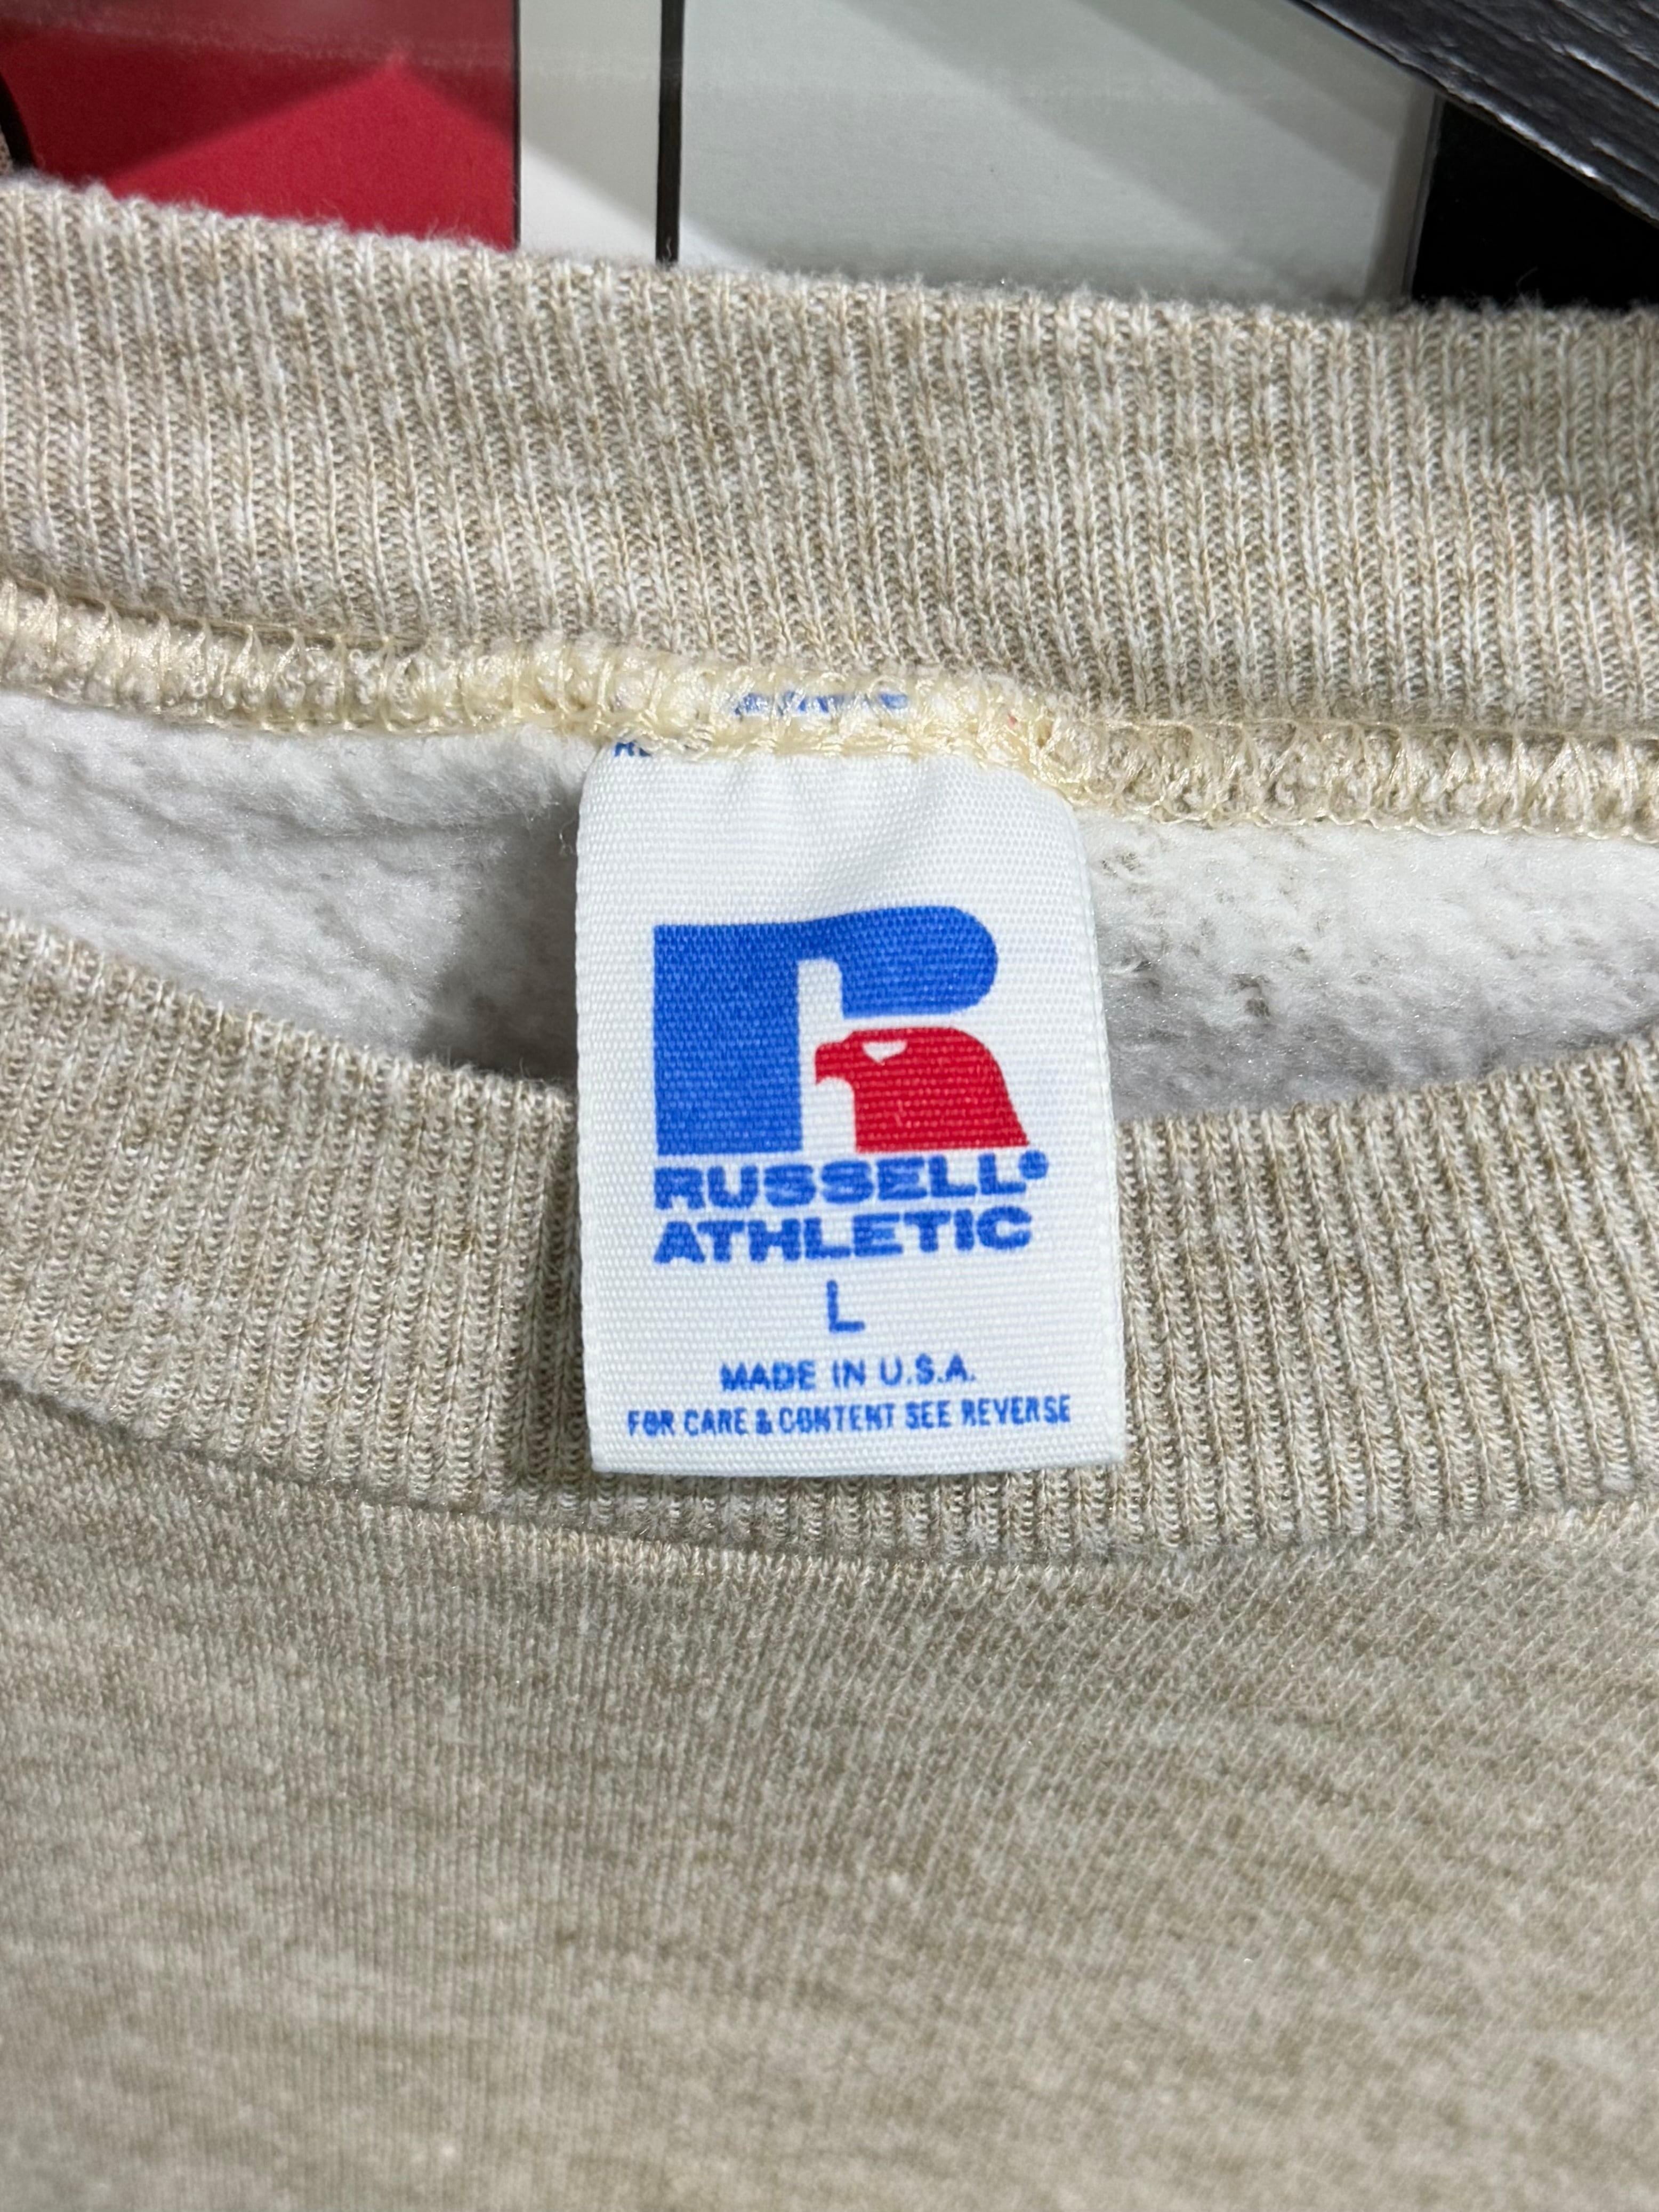 RUSSELL®
ATHLETIC
L
MADE IN U.S.A.
FOR CARE & CONTENT SEE REVERSE